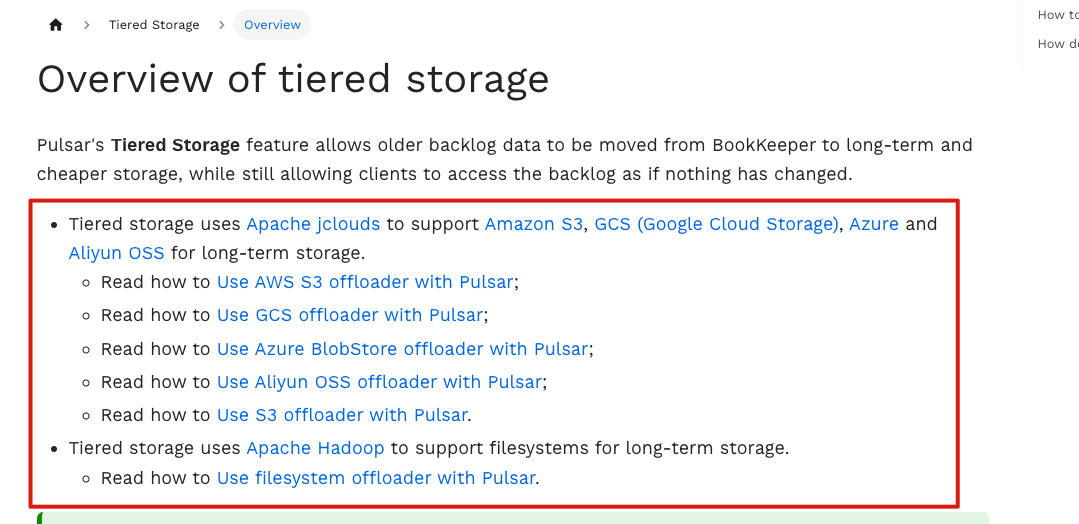 Tiered Storage
Overview
How to
How do
Overview of tiered storage
Pulsar's Tiered Storage feature allows older backlog data to be moved from BookKeeper to long-term and
cheaper storage, while still allowing clients to access the backlog as if nothing has changed.
Tiered storage uses Apache jclouds to support Amazon S3, GCS (Google Cloud Storage), Azure and
Aliyun OSS for long-term storage.
Read how to Use AWS S3 offloader with Pulsar;
Read how to Use GCS offloader with Pulsar;
Read how to Use Azure BlobStore offloader with Pulsar;
Read how to Use Aliyun OSS offloader with Pulsar;
Read how to Use S3 offloader with Pulsar.
Tiered storage uses Apache Hadoop to support filesystems for long-term storage.
Read how to Use filesystem offloader with Pulsar.